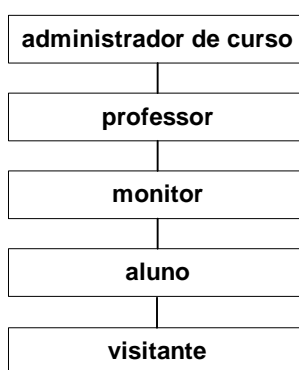 administrador de curso
professor
monitor
aluno
visitante